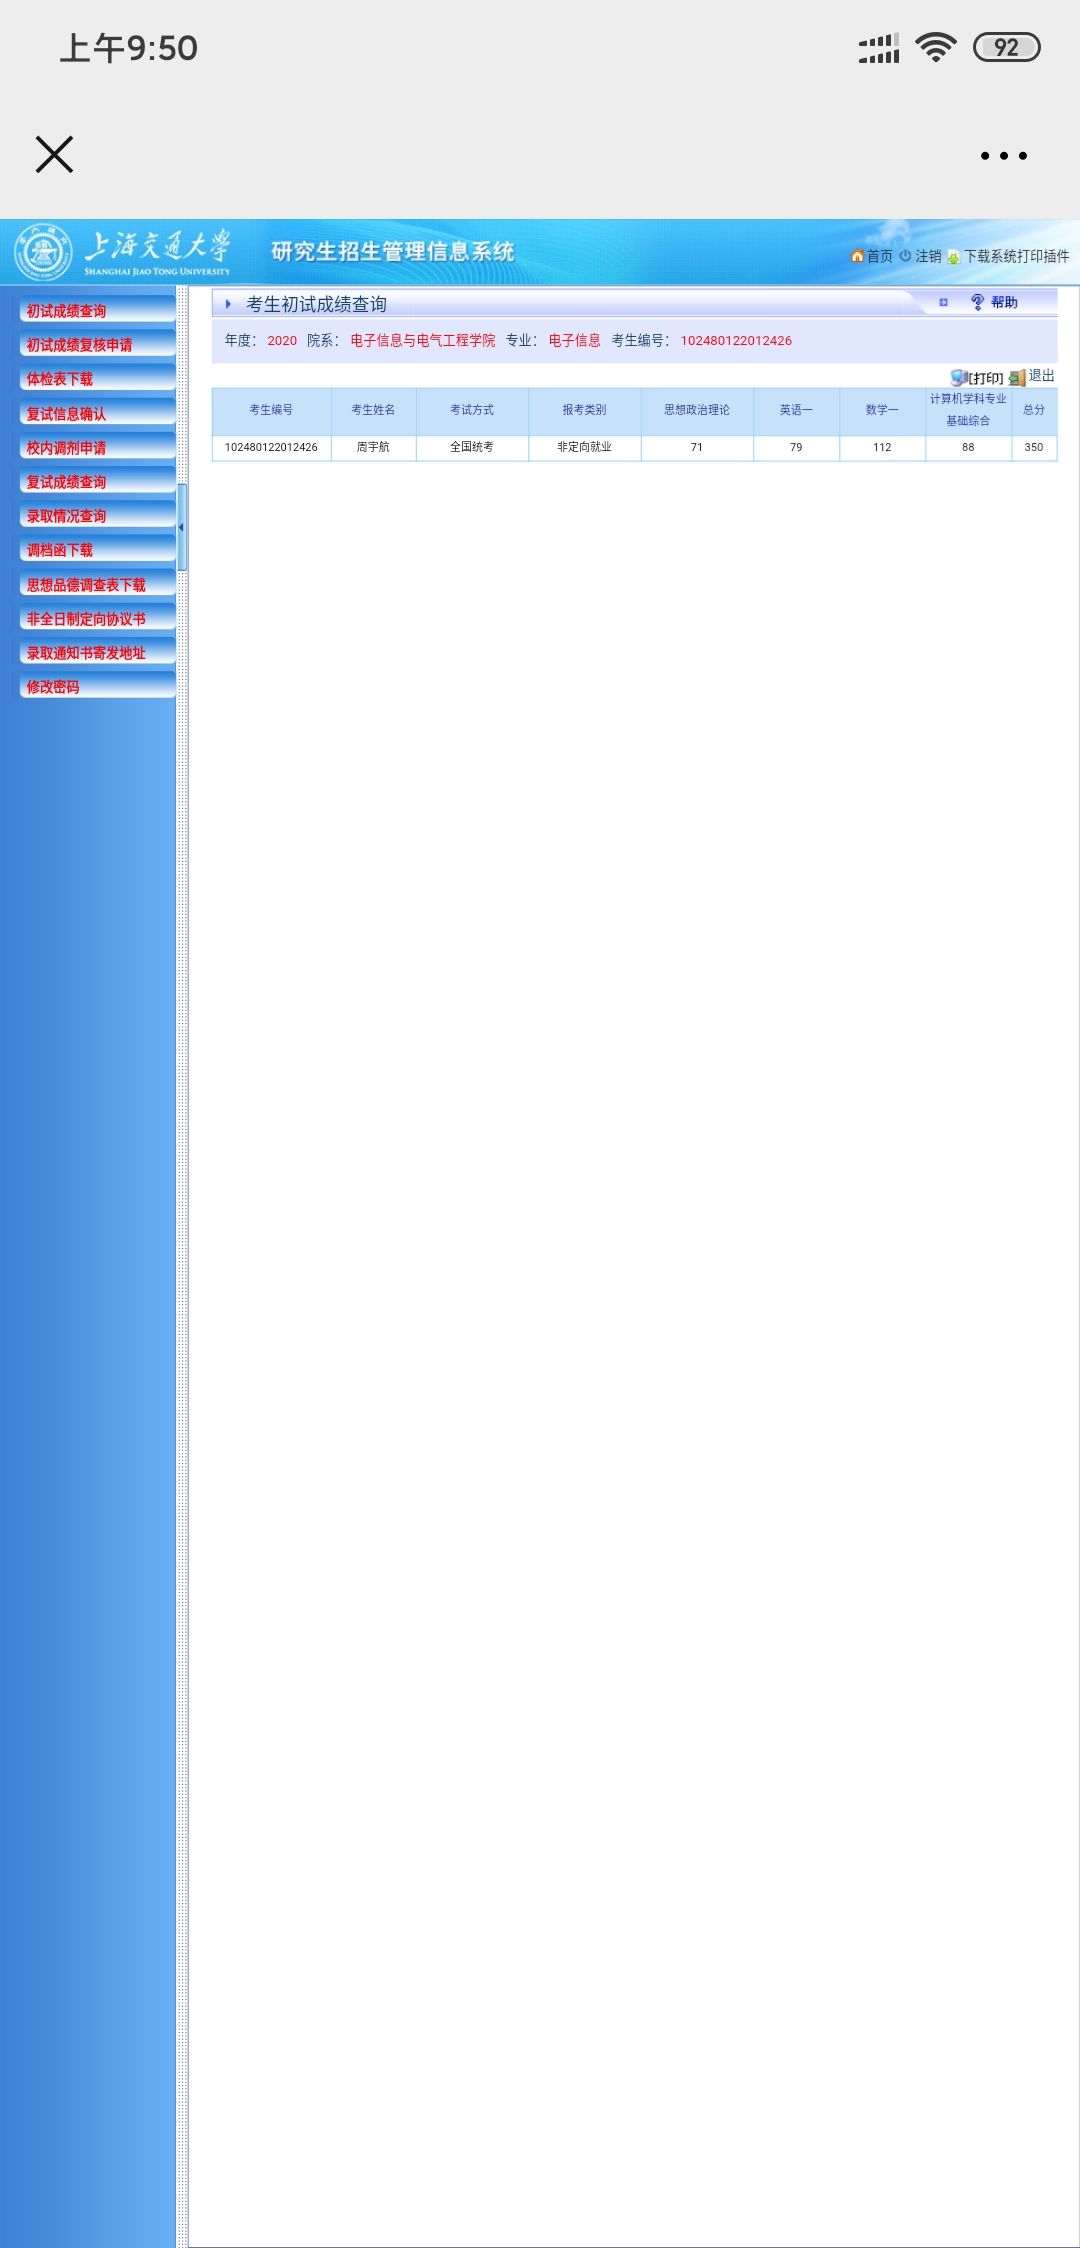 上午9:50
92
上海交通大学
SHANGHAI JIAO TONG UNIVERSITY
研究生招生管理信息系统
首页 注销 下载系统打印插件
初试成绩查询
初试成绩复核申请
体检表下载
复试信息确认
校内调剂申请
复试成绩查询
录取情况查询
调档函下载
思想品德调查表下载
非全日制定向协议书
录取通知书寄发地址
修改密码
考生初试成绩查询
帮助
年度： 2020 院系： 电子信息与电气工程学院 专业： 电子信息 考生编号： 102480122012426
[打印] 退出
考生编号 考生姓名 考试方式 报考类别 思想政治理论 英语一 数学一 计算机学科专业基础综合 总分
102480122012426 周宇航 全国统考 非定向就业 71 79 112 88 350